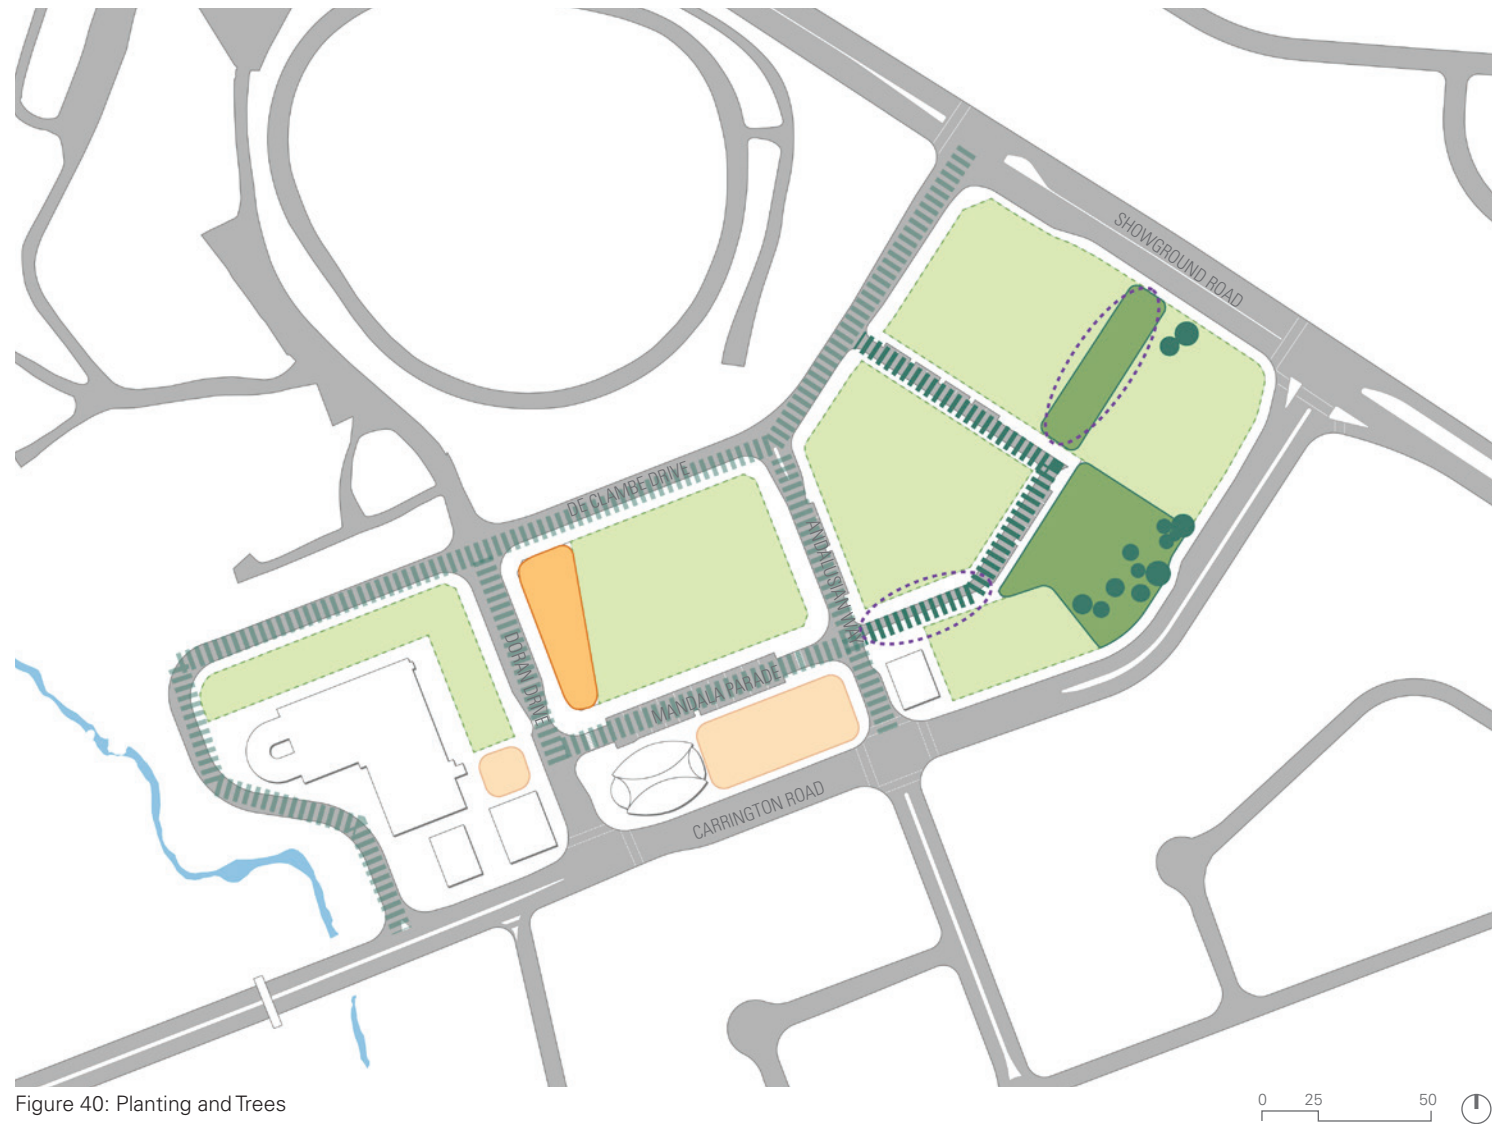 SHOWGROUND ROAD
DE CLAMBE DRIVE
ANDALUSIAN WAY
DORAN DRIVE
MANDALA PARADE
CARRINGTON ROAD
Figure 40: Planting and Trees
0 25 50